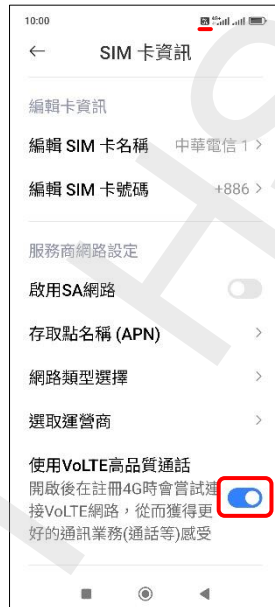 10:00
SIM 卡資訊
編輯卡資訊
編輯 SIM 卡名稱 中華電信 1
編輯 SIM 卡號碼 +886
服務商網路設定
啟用SA網路
存取點名稱 (APN)
網路類型選擇
選取運營商
使用VoLTE高品質通話
開啟後在註冊4G時會嘗試連
接VoLTE網路，從而獲得更
好的通訊業務(通話等)感受